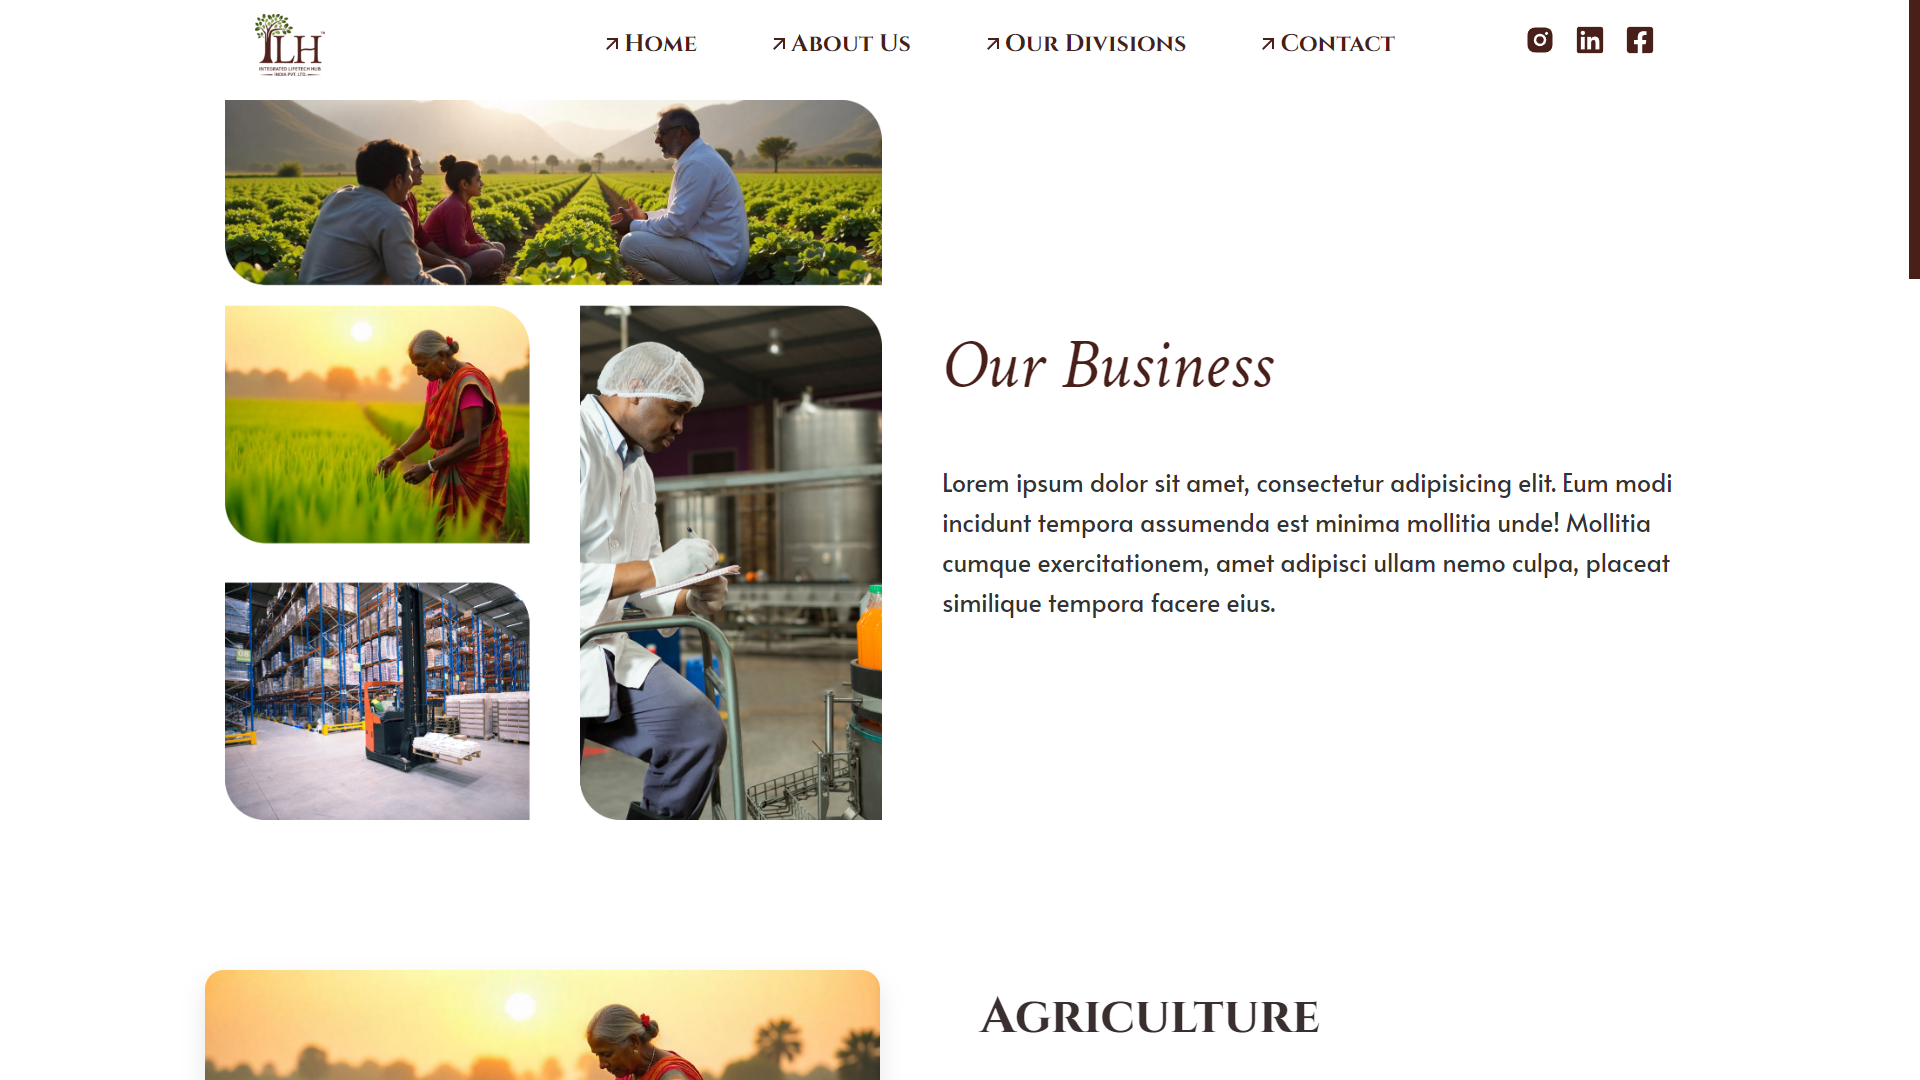 ILH
INTEGRATED LIFETECH HUB
INDIA PVT. LTD.
Home
About Us
Our Divisions
Contact
Our Business
Lorem ipsum dolor sit amet, consectetur adipisicing elit. Eum modi
incidunt tempora assumenda est minima mollitia unde! Mollitia
cumque exercitationem, amet adipisci ullam nemo culpa, placeat
similique tempora facere eius.
Agriculture